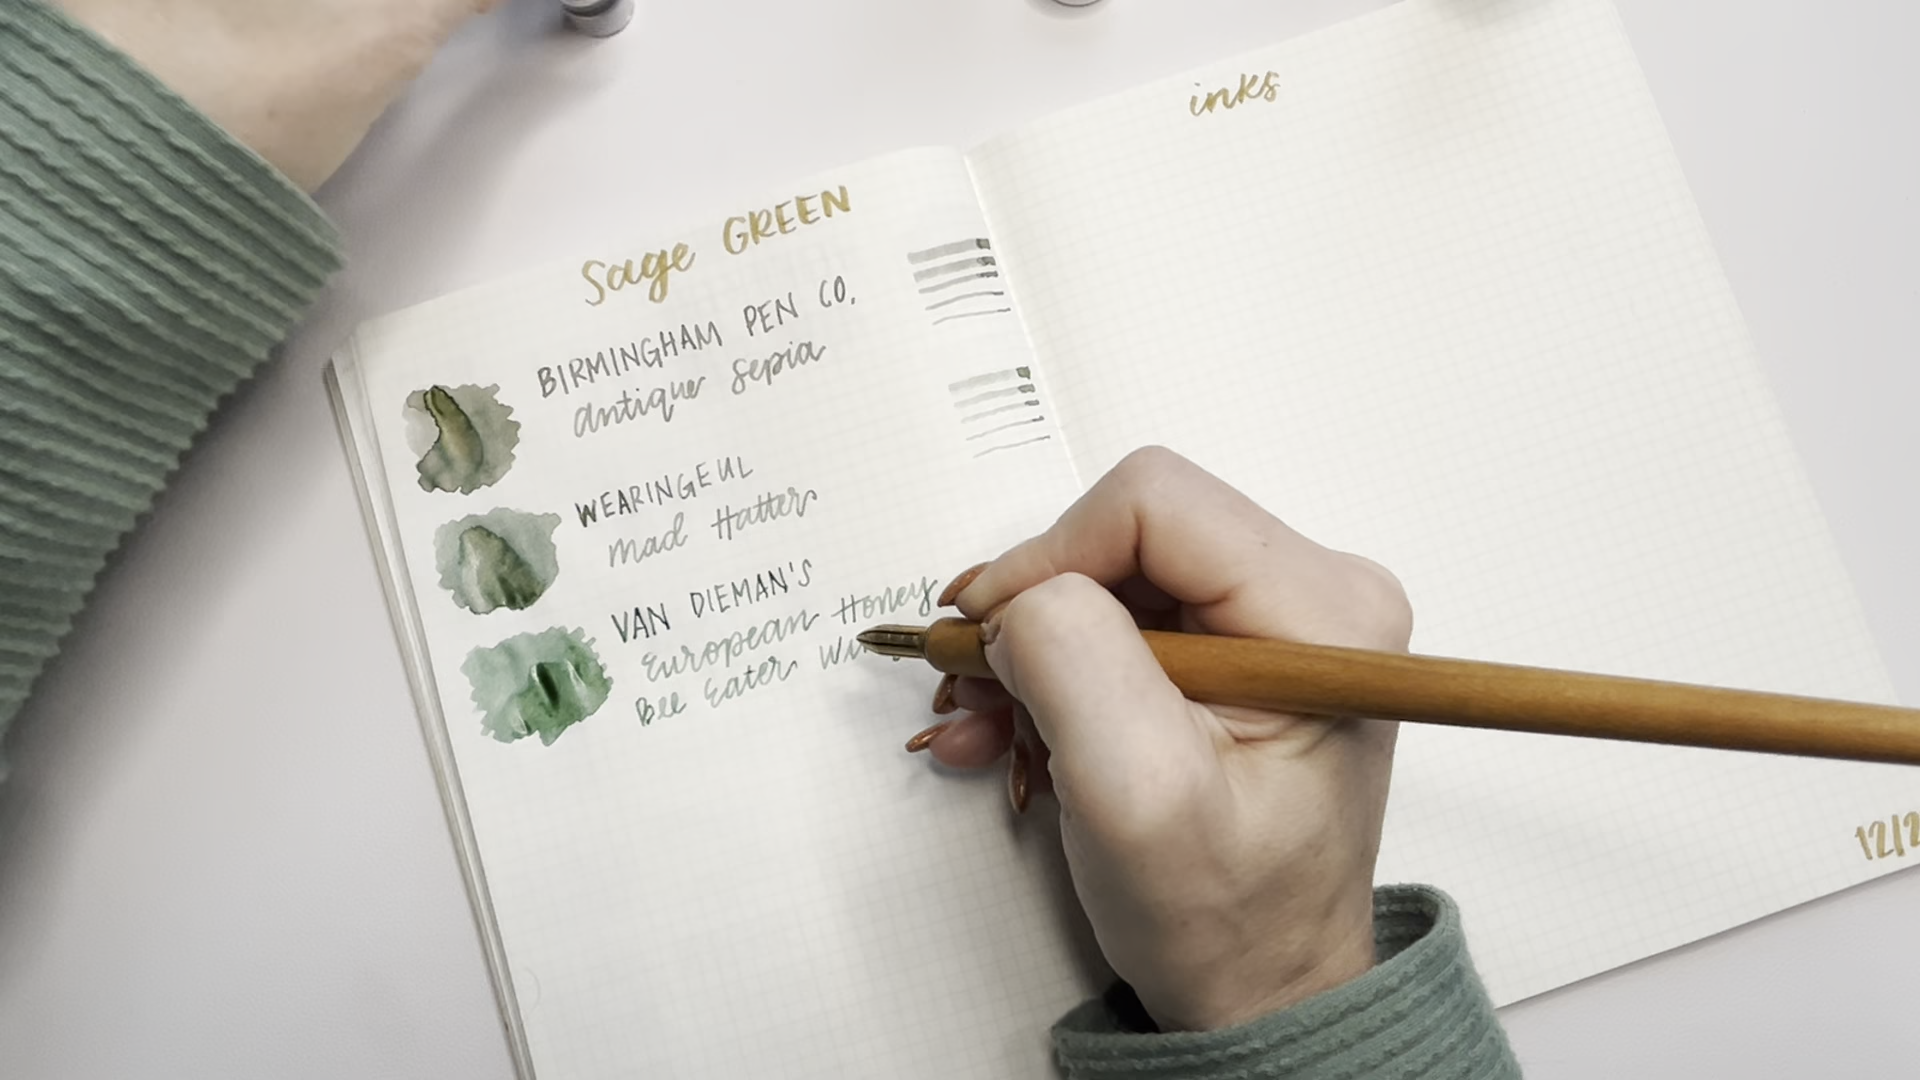 Sage GREEN
BIRMINGHAM PEN CO.
antique sepia
WEARINGEUL
mad Hatter
VAN DIEMAN'S
European Honey
Bee Eater
inks